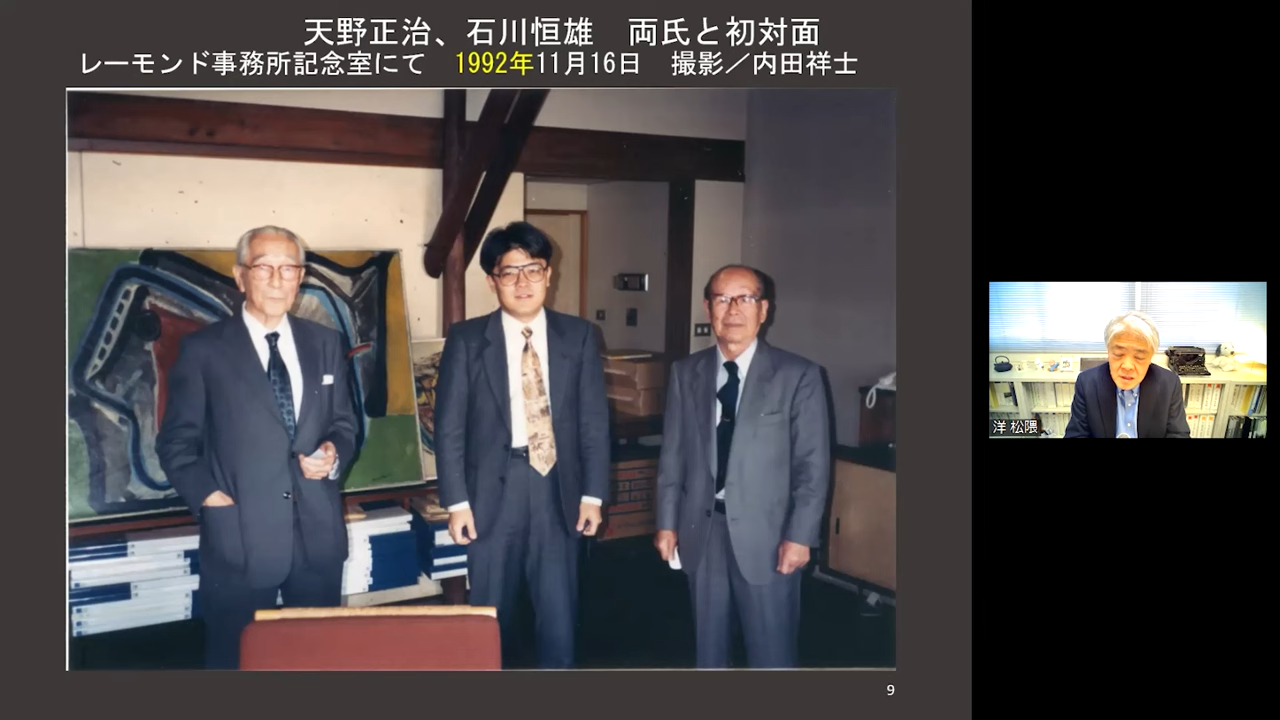 天野正治、石川恒雄　両氏と初対面
レーモンド事務所記念室にて　1992年11月16日　撮影／内田祥士
洋 松隈
9